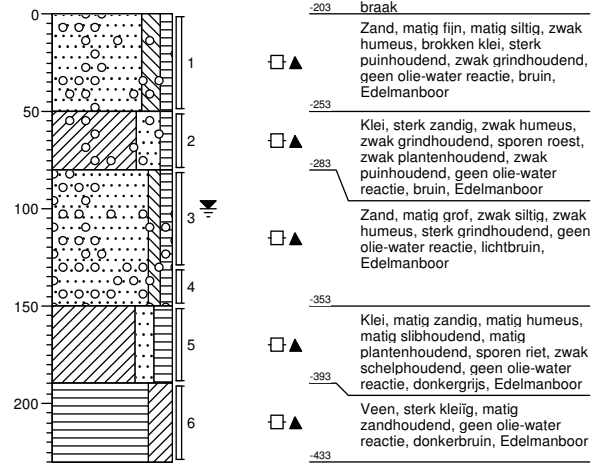 0
50
100
150
200
1
2
3
4
5
6
-203
braak
Zand, matig fijn, matig siltig, zwak
humeus, brokken klei, sterk
puinhoudend, zwak grindhoudend,
geen olie-water reactie, bruin,
Edelmanboor
-253
Klei, sterk zandig, zwak humeus,
zwak grindhoudend, sporen roest,
zwak plantenhoudend, zwak
puinhoudend, geen olie-water
reactie, bruin, Edelmanboor
-283
Zand, matig grof, zwak siltig, zwak
humeus, sterk grindhoudend, geen
olie-water reactie, lichtbruin,
Edelmanboor
-353
Klei, matig zandig, matig humeus,
matig slibhoudend, matig
plantenhoudend, sporen riet, zwak
schelphoudend, geen olie-water
reactie, donkergrijs, Edelmanboor
-393
Veen, sterk kleiïg, matig
zandhoudend, geen olie-water
reactie, donkerbruin, Edelmanboor
-433